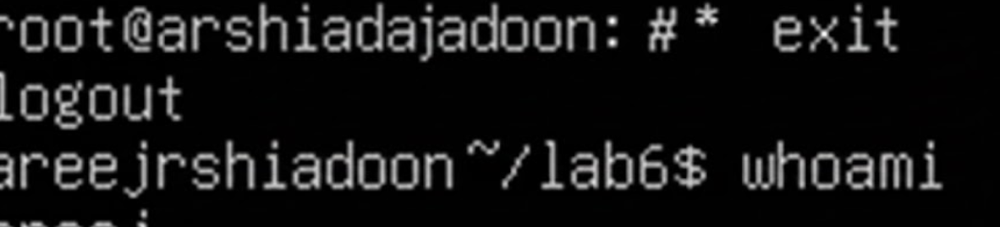 root@arshiadajadoon: #* exit
logout
areejrshiadoon~/lab6$ whoami